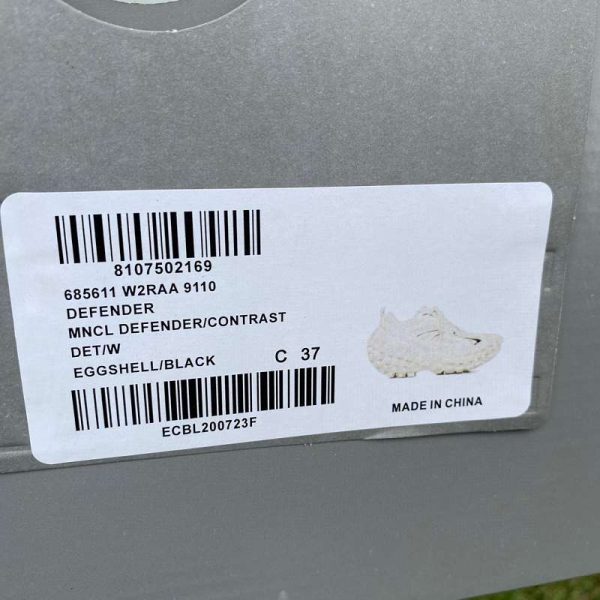 8107502169
685611 W2RAA 9110
DEFENDER
MNCL DEFENDER/CONTRAST
DET/W
EGGSHELL/BLACK C 37
ECBL200723F
MADE IN CHINA